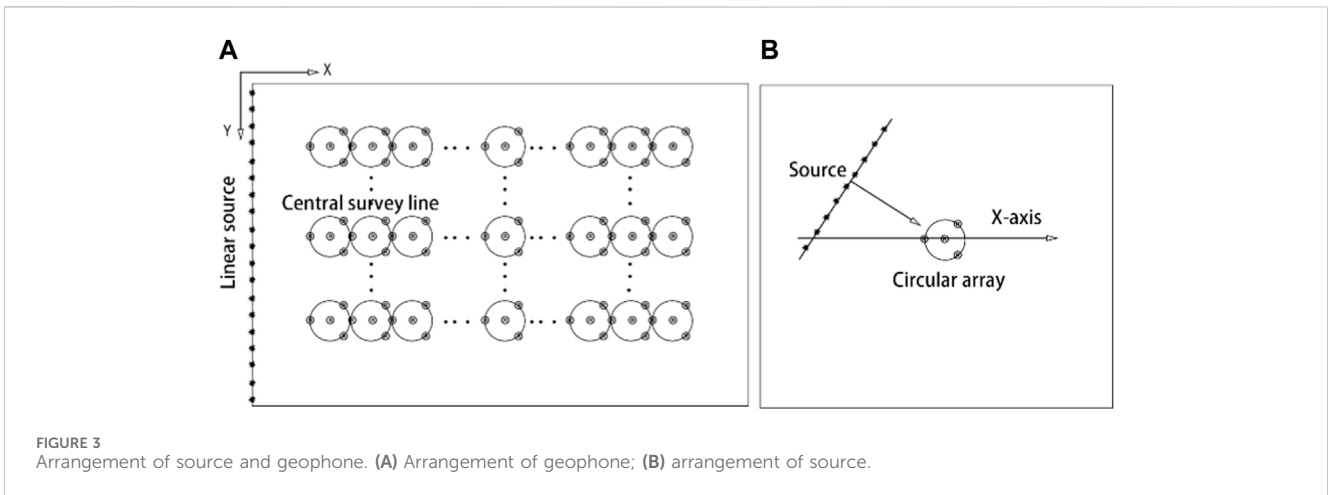 A
B
X
Y
Linear source
Central survey line
Source
X-axis
Circular array
FIGURE 3
Arrangement of source and geophone. (A) Arrangement of geophone; (B) arrangement of source.